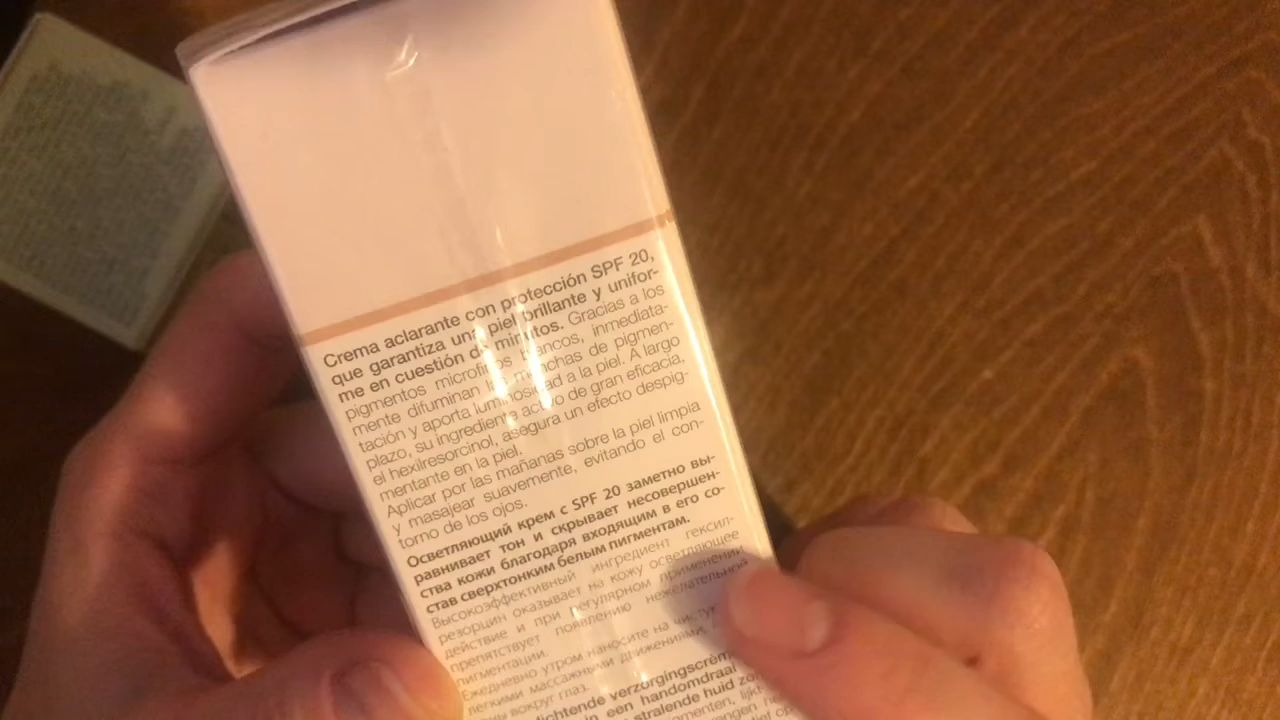 Crema aclarante con protección SPF 20,
que garantiza una piel brillante y unifor-
me en cuestión de minutos. Gracias a los
pigmentos microfinos blancos, inmediata-
mente difuminan las manchas de pigmen-
tación y aporta luminosidad a la piel. A largo
plazo, su ingrediente activo de gran eficacia,
el hexilresorcinol, asegura un efecto despig-
mentante en la piel.
Aplicar por las mañanas sobre la piel limpia
y masajear suavemente, evitando el con-
torno de los ojos.
Осветляющий крем с SPF 20 заметно вы-
равнивает тон и скрывает несовершен-
ства кожи благодаря входящим в его со-
став сверхтонким белым пигментам.
Высокоэффективный ингредиент гексил-
резорцин оказывает на кожу осветляющее
действие и при регулярном применении
препятствует появлению нежелательной
пигментации.
Ежедневно утром наносите на
легкими массажными движениями,
вокруг глаз.
verzorgingscrème
in een handomdraai
stralende huid